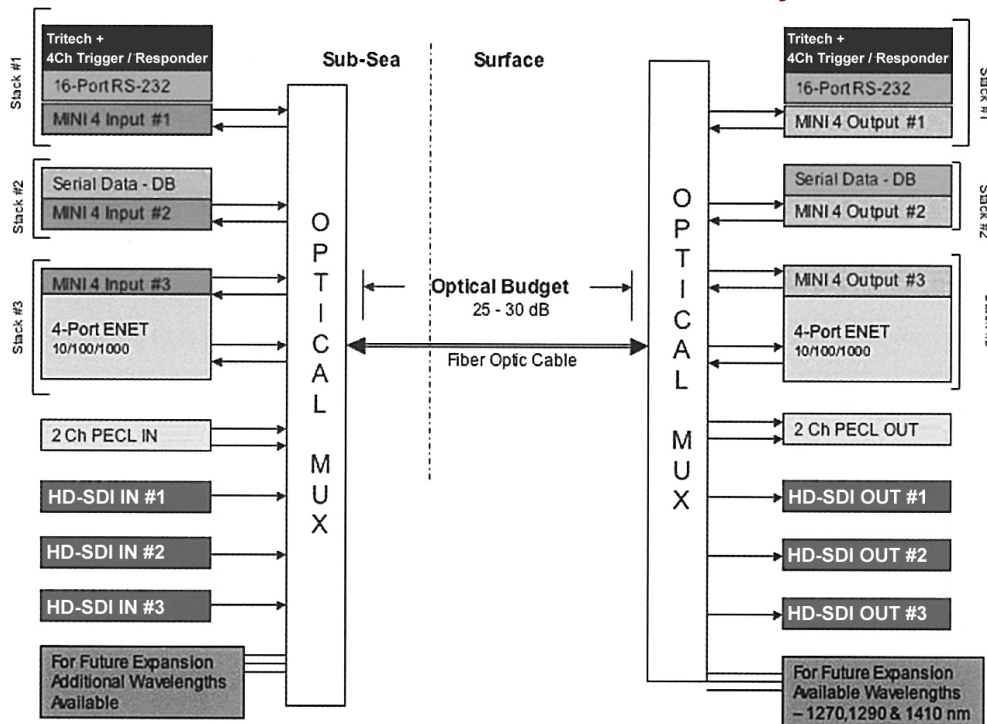 Stack #1
Tritech +
4Ch Trigger / Responder
16-Port RS-232
MINI 4 Input #1
Stack #2
Serial Data - DB
MINI 4 Input #2
Stack #3
MINI 4 Input #3
4-Port ENET
10/100/1000
2 Ch PECL IN
HD-SDI IN #1
HD-SDI IN #2
HD-SDI IN #3
For Future Expansion
Additional Wavelengths
Available
OPTICAL MUX
Sub-Sea
Surface
Optical Budget
25 - 30 dB
Fiber Optic Cable
OPTICAL MUX
Tritech +
4Ch Trigger / Responder
16-Port RS-232
MINI 4 Output #1
Stack #1
Serial Data - DB
MINI 4 Output #2
Stack #2
MINI 4 Output #3
4-Port ENET
10/100/1000
2 Ch PECL OUT
HD-SDI OUT #1
HD-SDI OUT #2
HD-SDI OUT #3
For Future Expansion
Available Wavelengths
– 1270,1290 & 1410 nm